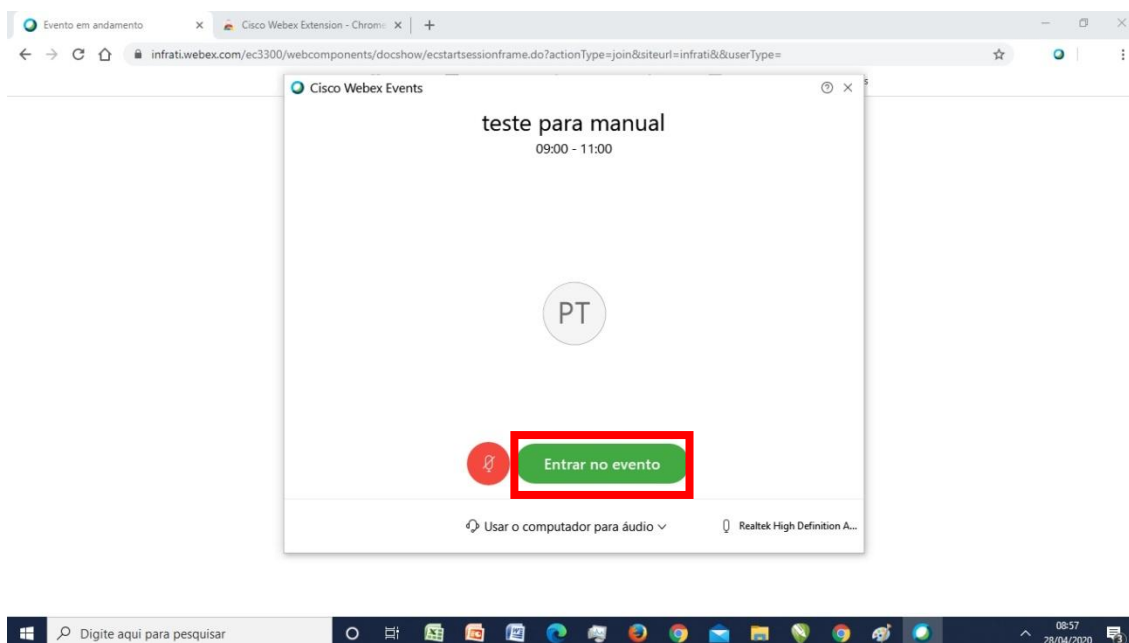 Evento em andamento
Cisco Webex Extension - Chrome
infrati.webex.com/ec3300/webcomponents/docshow/ecstartsessionframe.do?actionType=join&siteurl=infrati&&userType=
Cisco Webex Events
teste para manual
09:00 - 11:00
PT
Entrar no evento
Usar o computador para áudio
Realtek High Definition A...
Digite aqui para pesquisar
08:57
28/04/2020